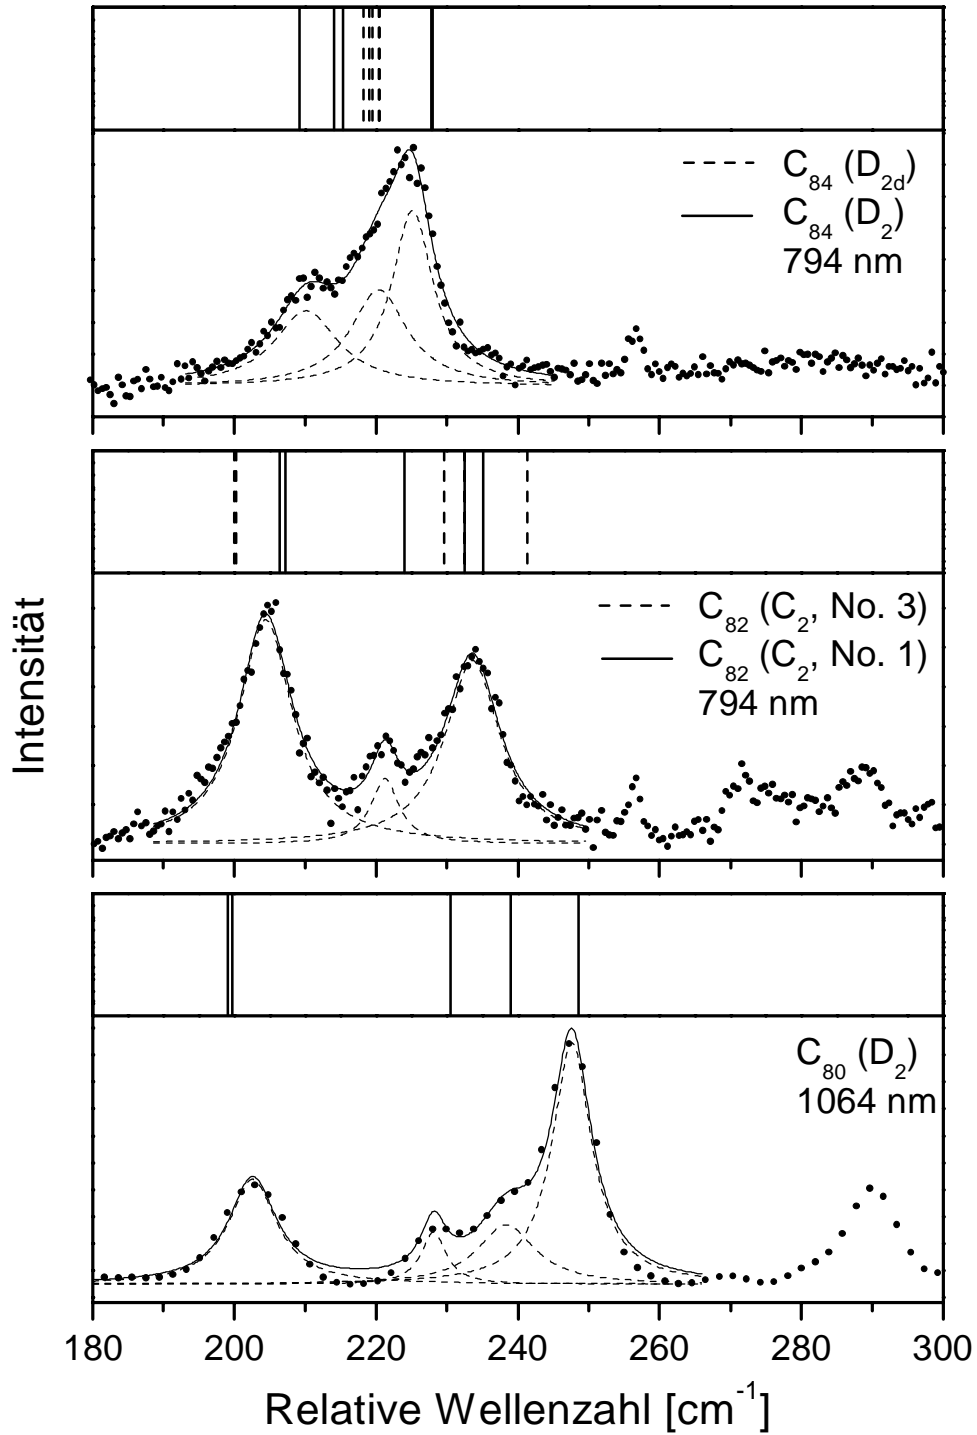 C84 (D2d)
C84 (D2)
794 nm
C82 (C2, No. 3)
C82 (C2, No. 1)
794 nm
Intensität
C80 (D2)
1064 nm
180 200 220 240 260 280 300
Relative Wellenzahl [cm-1]